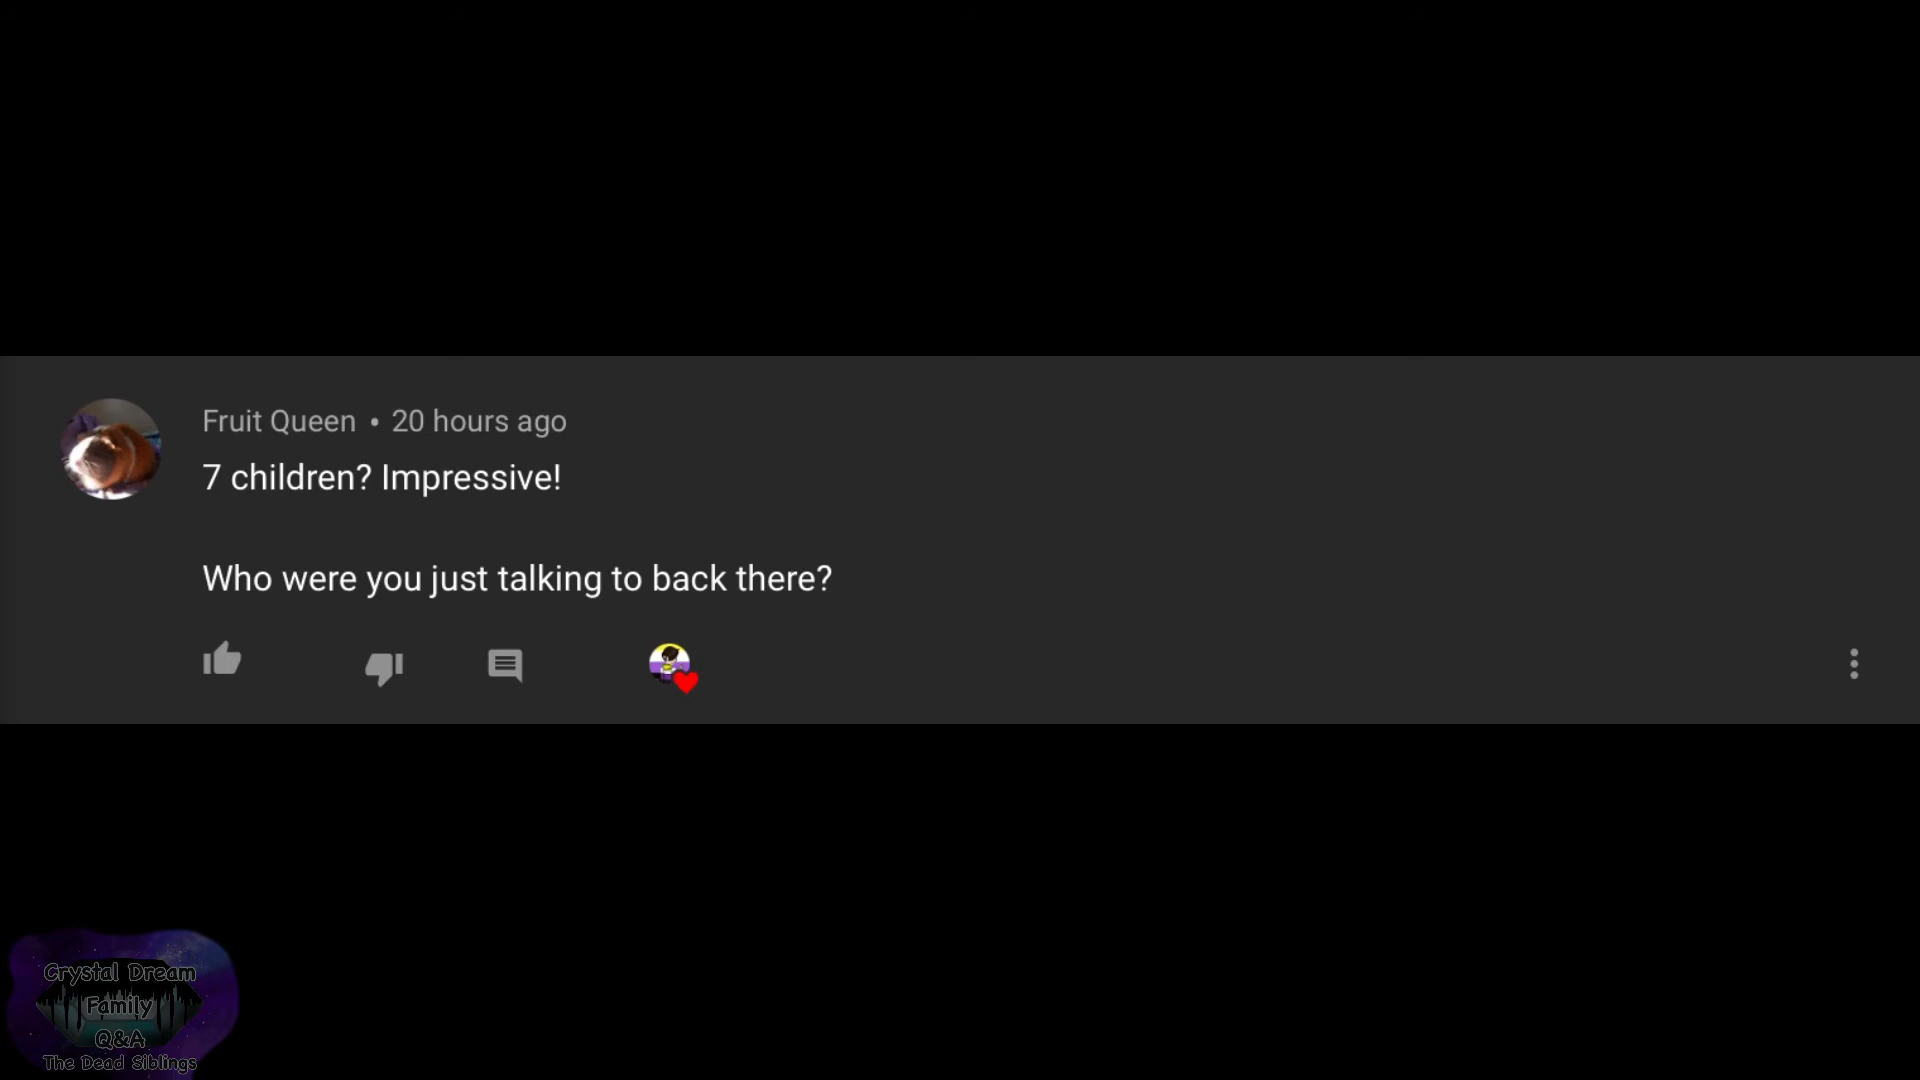 Fruit Queen • 20 hours ago
7 children? Impressive!
Who were you just talking to back there?
Crystal Dream
Family
Q&A
The Dead Siblings